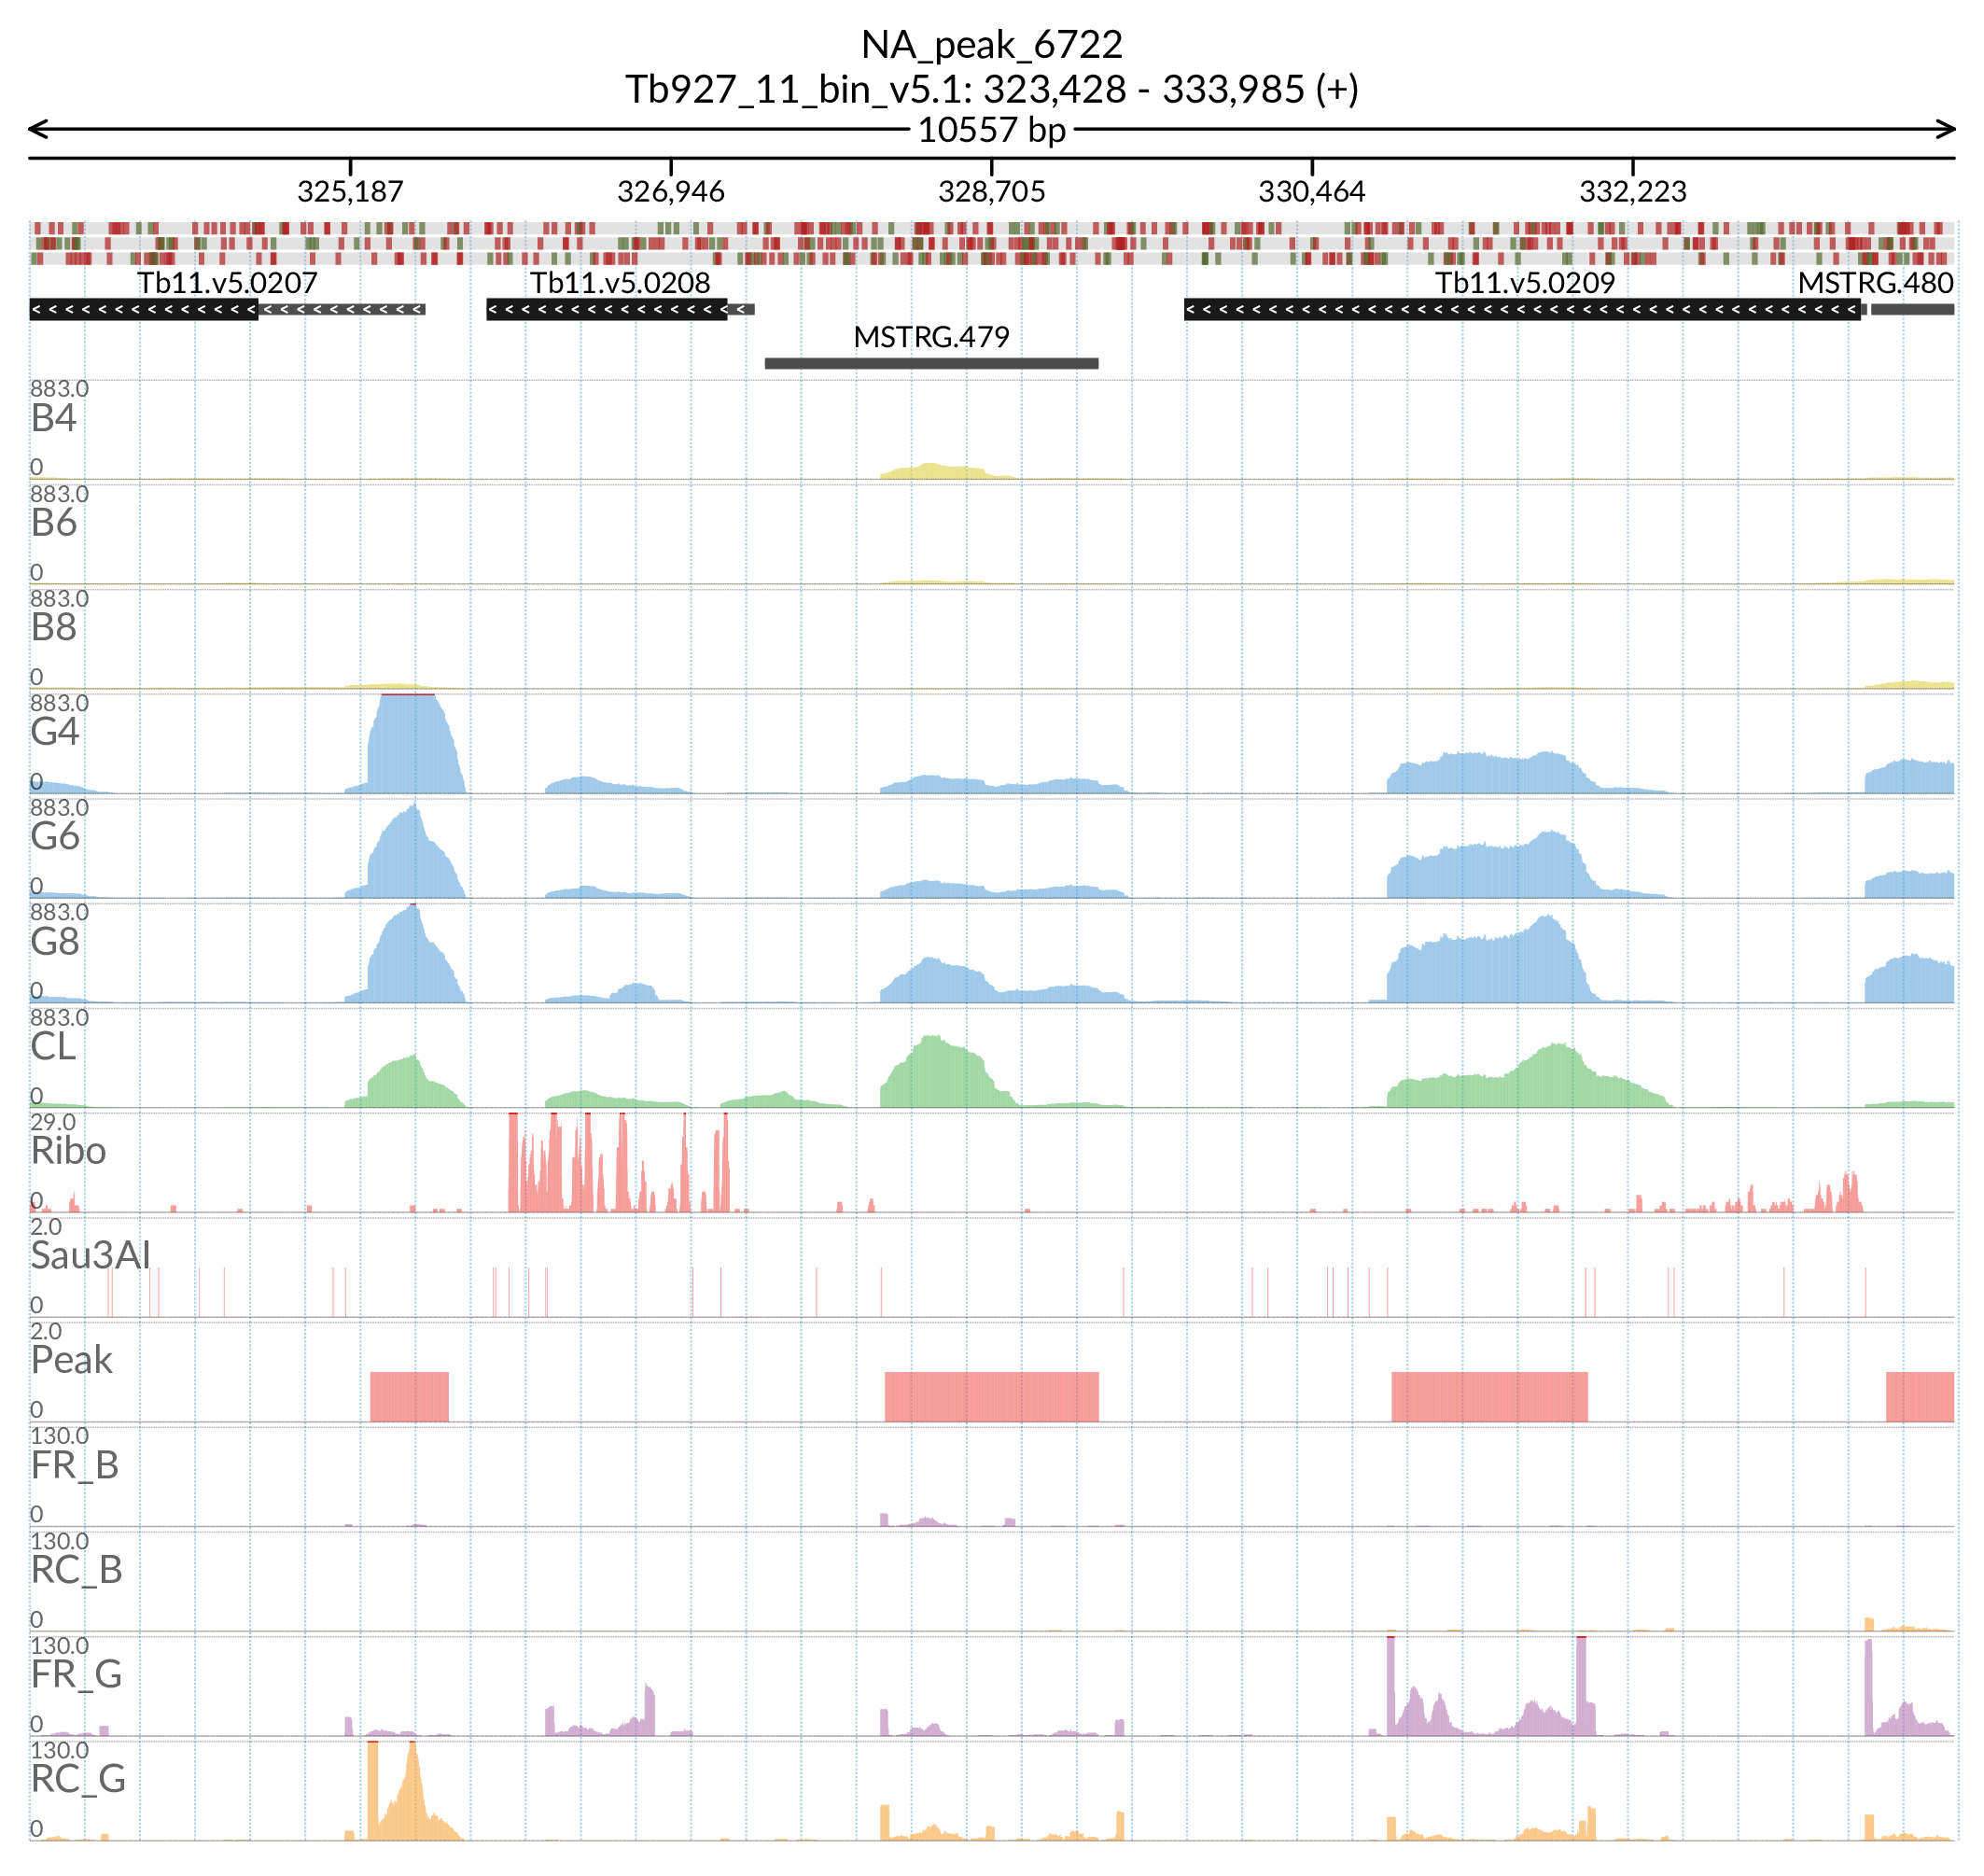 NA_peak_6722
Tb927_11_bin_v5.1: 323,428 - 333,985 (+)
10557 bp
325,187 326,946 328,705 330,464 332,223
Tb11.v5.0207 Tb11.v5.0208 Tb11.v5.0209 MSTRG.480
MSTRG.479
883.0
B4
0
883.0
B6
0
883.0
B8
0
883.0
G4
0
883.0
G6
0
883.0
G8
0
883.0
CL
0
29.0
Ribo
0
2.0
Sau3AI
0
2.0
Peak
0
130.0
FR_B
0
130.0
RC_B
0
130.0
FR_G
0
130.0
RC_G
0